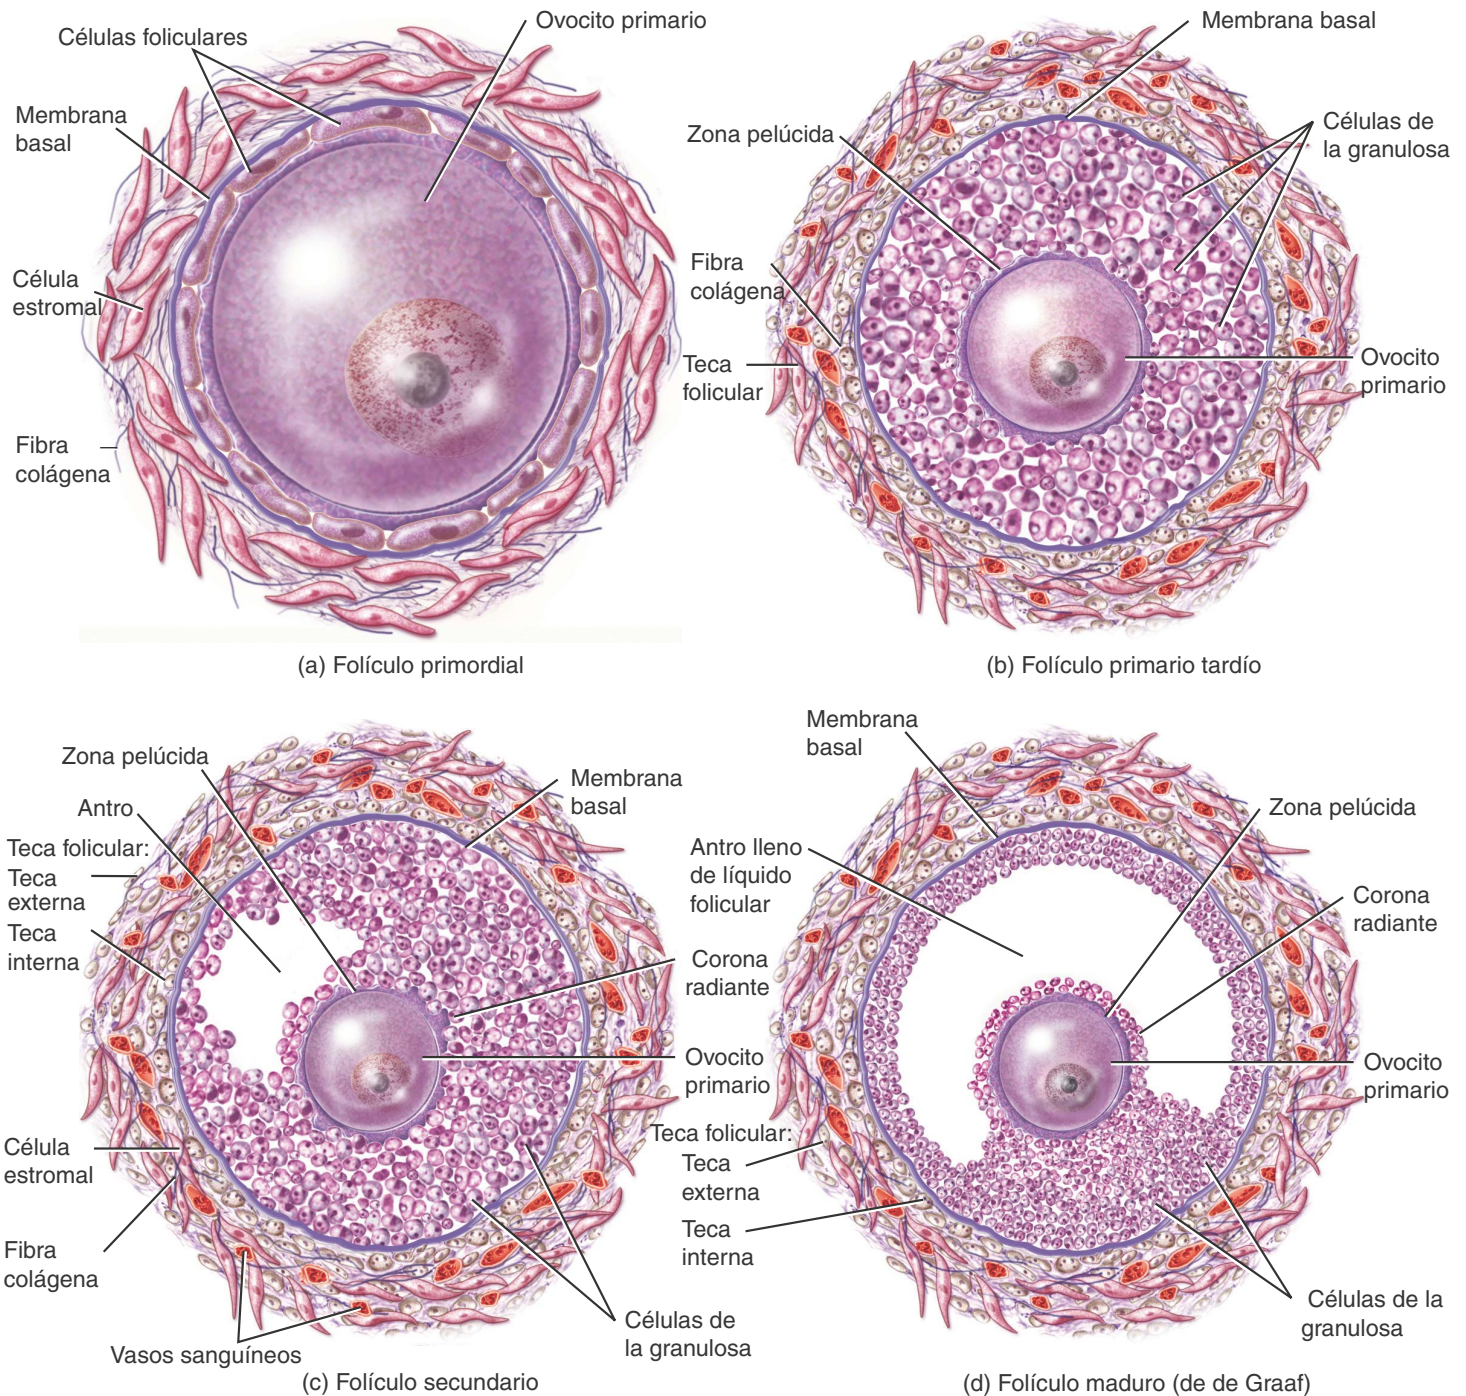 Células foliculares
Ovocito primario
Membrana
basal
Célula
estromal
Fibra
colágena
(a) Folículo primordial
Membrana basal
Zona pelúcida
Células de
la granulosa
Fibra
colágena
Teca
folicular
Ovocito
primario
(b) Folículo primario tardío
Zona pelúcida
Membrana
basal
Antro
Teca folicular:
Teca
externa
Teca
interna
Corona
radiante
Ovocito
primario
Célula
estromal
Fibra
colágena
Vasos sanguíneos
Células de
la granulosa
(c) Folículo secundario
Membrana
basal
Zona pelúcida
Antro lleno
de líquido
folicular
Corona
radiante
Ovocito
primario
Teca folicular:
Teca
externa
Teca
interna
Células de la
granulosa
(d) Folículo maduro (de de Graaf)